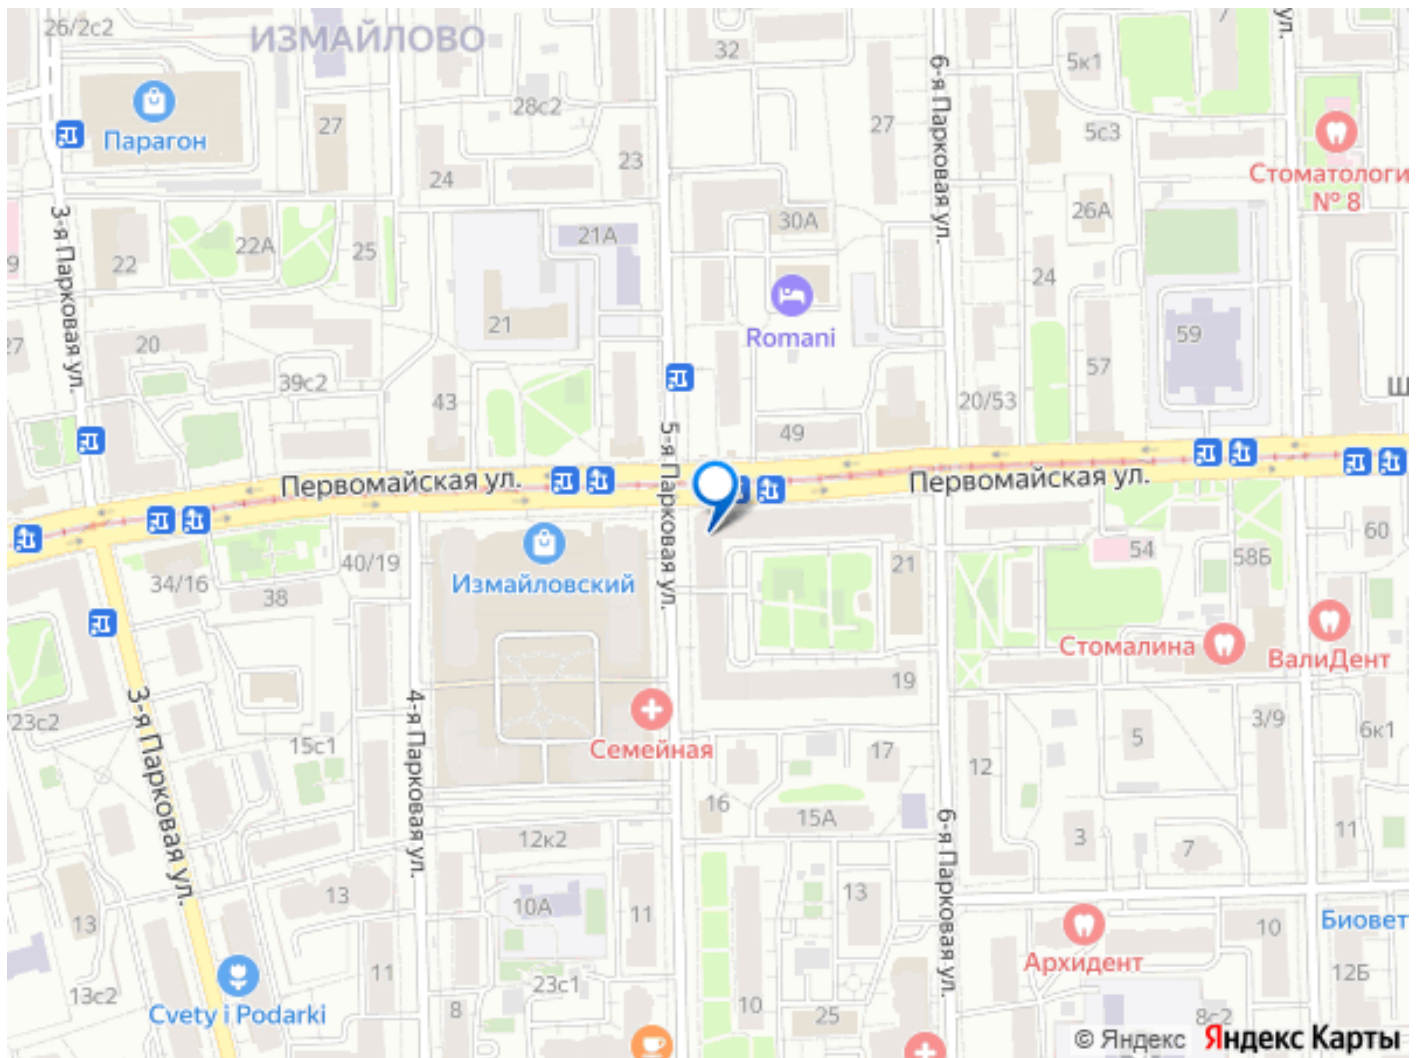 26/2с2
ИЗМАЙЛОВО
32
7
ул.
5к1
6-я Парковая ул.
28с2
27
27
5с3
Парагон
23
24
Стоматологи
№ 8
3-я Парковая ул.
22А
25
21А
30А
26А
9
22
24
21
Romani
59
27
20
39с2
57
43
20/53
Ш
49
5-я Парковая ул.
Первомайская ул.
Первомайская ул.
60
34/16
40/19
Измайловский
54
58Б
21
38
Стомалина
ВалиДент
19
3-я Парковая ул.
4-я Парковая ул.
/23с2
15с1
Семейная
17
12
5
3/9
6к1
16
15А
6-я Парковая ул.
12к2
3
7
11
13
13
10А
11
13
10
Биовет
Архидент
11
13с2
23с1
12Б
Cvety i Podarki
8
10
25
8с2
© Яндекс Яндекс Карты